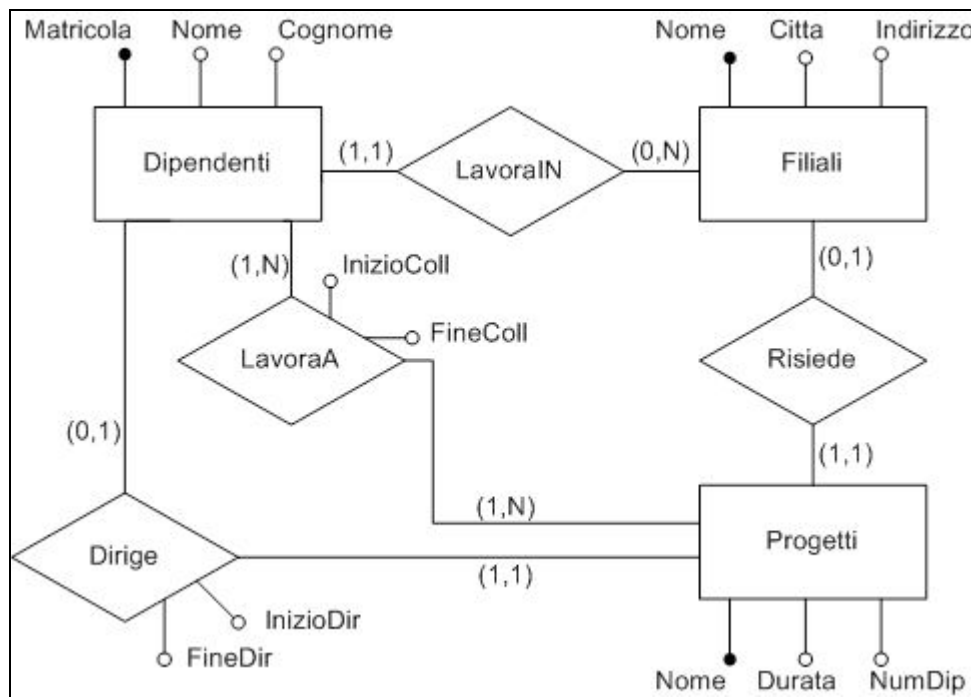 Matricola Nome Cognome Nome Citta Indirizzo
Dipendenti (1,1) LavoraIN (0,N) Filiali
(1,N) InizioColl (0,1)
FineColl
LavoraA Risiede
(0,1) (1,1)
(1,N)
Dirige (1,1) Progetti
InizioDir
FineDir Nome Durata NumDip